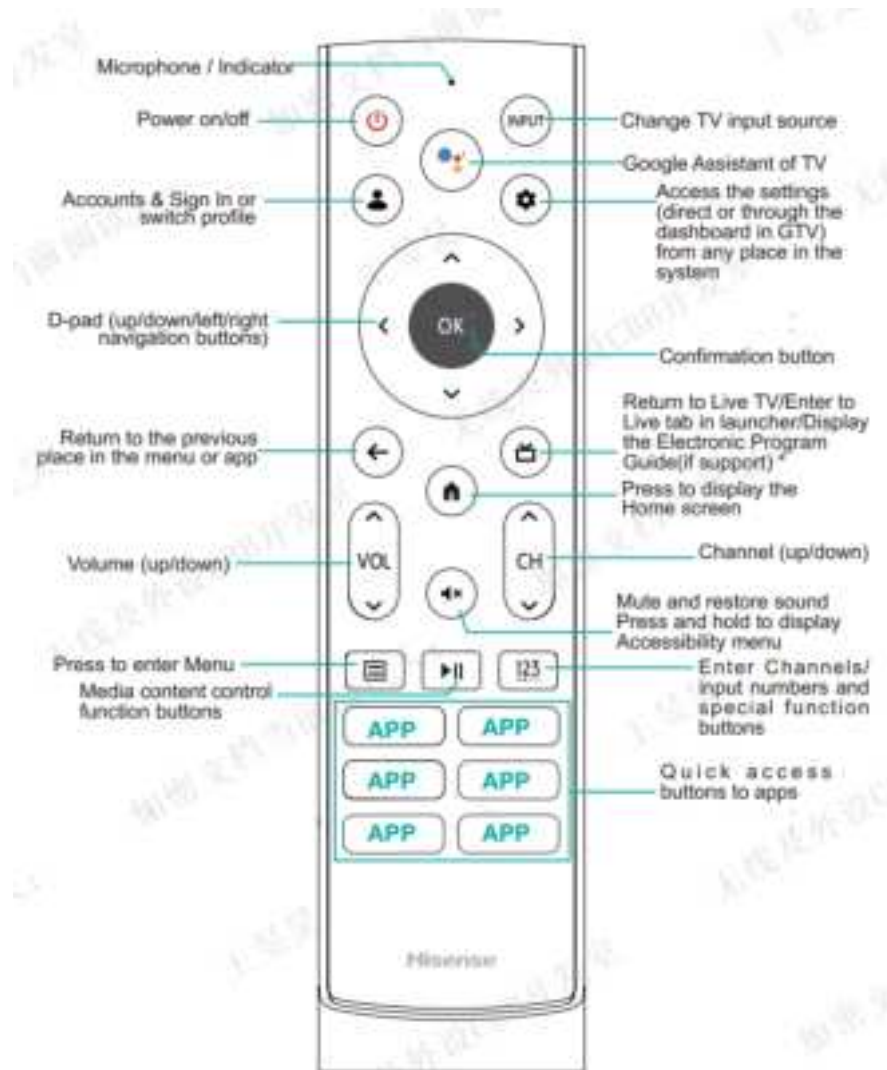 Microphone / Indicator
Power on/off
INPUT
Change TV input source
Google Assistant of TV
Accounts & Sign In or
switch profile
Access the settings
(direct or through the
dashboard in GTV)
from any place in the
system
D-pad (up/down/left/right
navigation buttons)
OK
Confirmation button
Return to the previous
place in the menu or app
Return to Live TV/Enter to
Live tab in launcher/Display
the Electronic Program
Guide(if support) *
Press to display the
Home screen
Volume (up/down)
VOL
CH
Channel (up/down)
Mute and restore sound
Press and hold to display
Accessibility menu
Press to enter Menu
Media content control
function buttons
123
Enter Channels/
input numbers and
special function
buttons
APP APP
APP APP
APP APP
Quick access
buttons to apps
Hisense